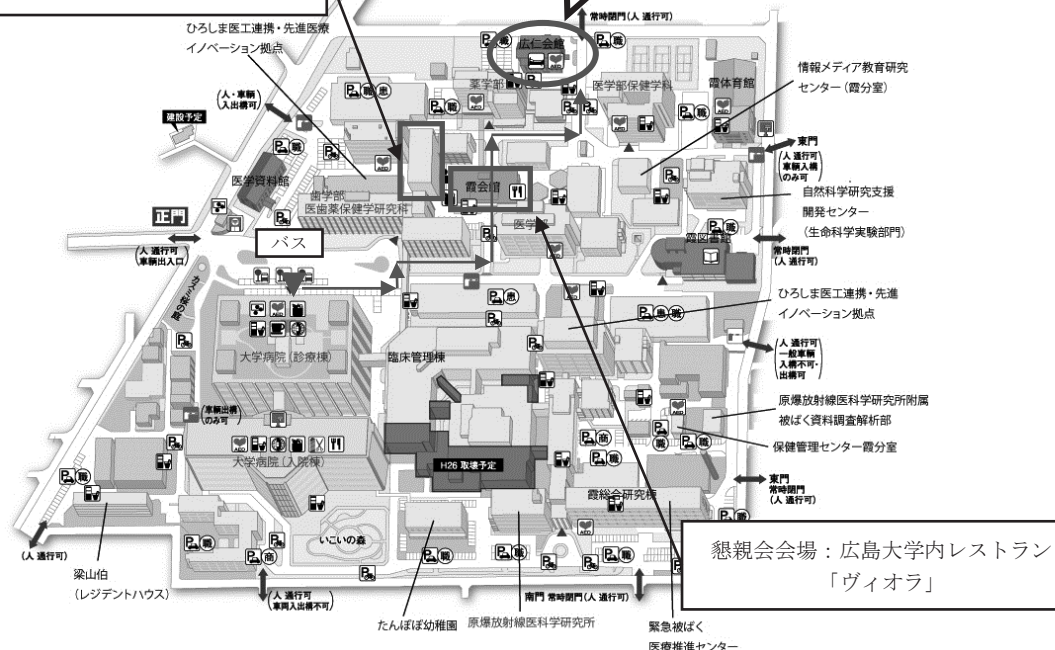 ひろしま医工連携・先進医療
イノベーション拠点
常時閉門(人 通行可)
広仁会館
薬学部
医学部保健学科
霞体育館
情報メディア教育研究
センター(霞分室)
(人・車輌
入出構可)
建設予定
東門
(人 通行可
車輌入構
のみ可)
医学資料館
歯学部
医歯薬保健学研究科
霞会館
医学部
自然科学研究支援
開発センター
(生命科学実験部門)
正門
バス
霞図書館
(人 通行可
車輌出入口)
常時閉門
(人 通行可)
カスミ桜の庭
ひろしま医工連携・先進
イノベーション拠点
大学病院(診療棟)
臨床管理棟
(人 通行可
一般車輌
入構不可・
出構可)
(車輌出構
のみ可)
原爆放射線医科学研究所附属
被ばく資料調査解析部
保健管理センター霞分室
大学病院(入院棟)
H26 取壊予定
東門
常時閉門
(人 通行可)
霞総合研究棟
いこいの森
(人 通行可)
梁山伯
(レジデントハウス)
(人 通行可
車両入出構不可)
たんぽぽ幼稚園
原爆放射線医科学研究所
南門 常時閉門(人 通行可)
緊急被ばく
医療推進センター
懇親会会場:広島大学内レストラン
「ヴィオラ」